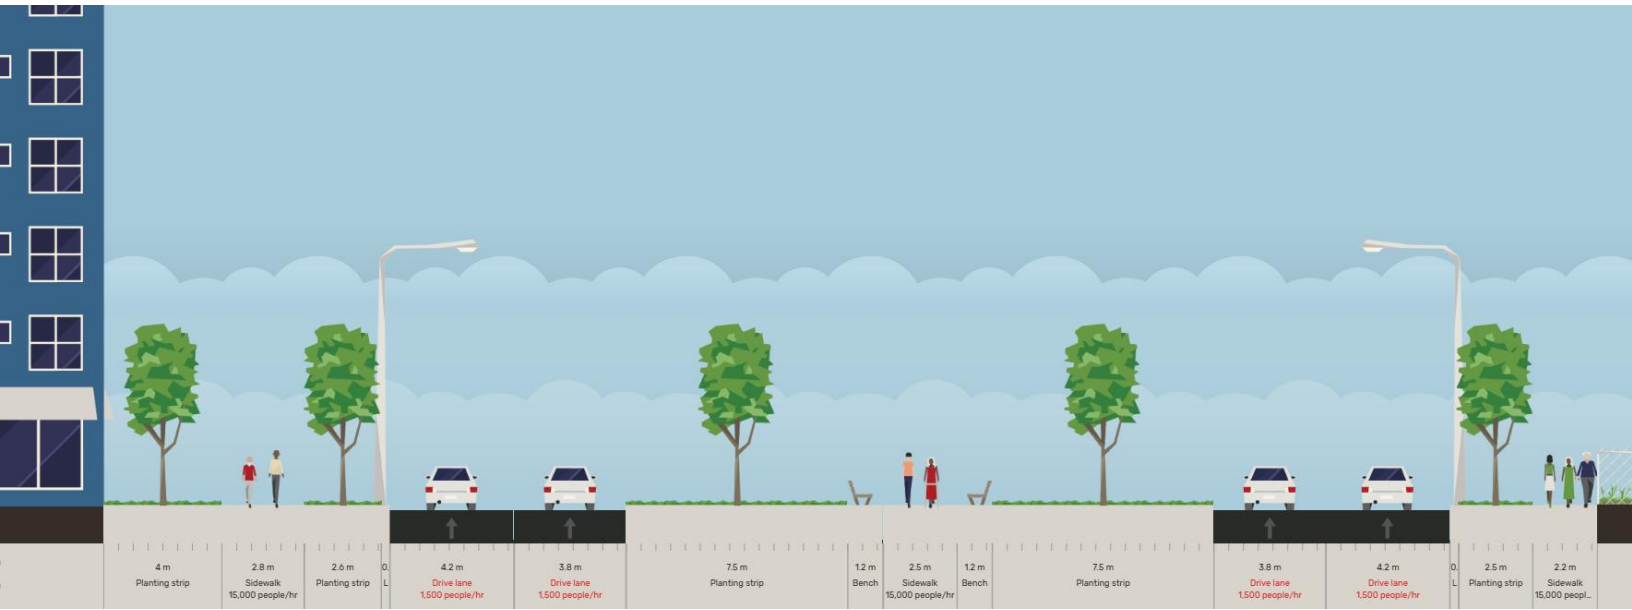 4 m
Planting strip
2.8 m
Sidewalk
15,000 people/hr
2.6 m
Planting strip
0.
L
4.2 m
Drive lane
1,500 people/hr
3.8 m
Drive lane
1,500 people/hr
7.5 m
Planting strip
1.2 m
Bench
2.5 m
Sidewalk
15,000 people/hr
1.2 m
Bench
7.5 m
Planting strip
3.8 m
Drive lane
1,500 people/hr
4.2 m
Drive lane
1,500 people/hr
0.
L
2.5 m
Planting strip
2.2 m
Sidewalk
15,000 peopl...